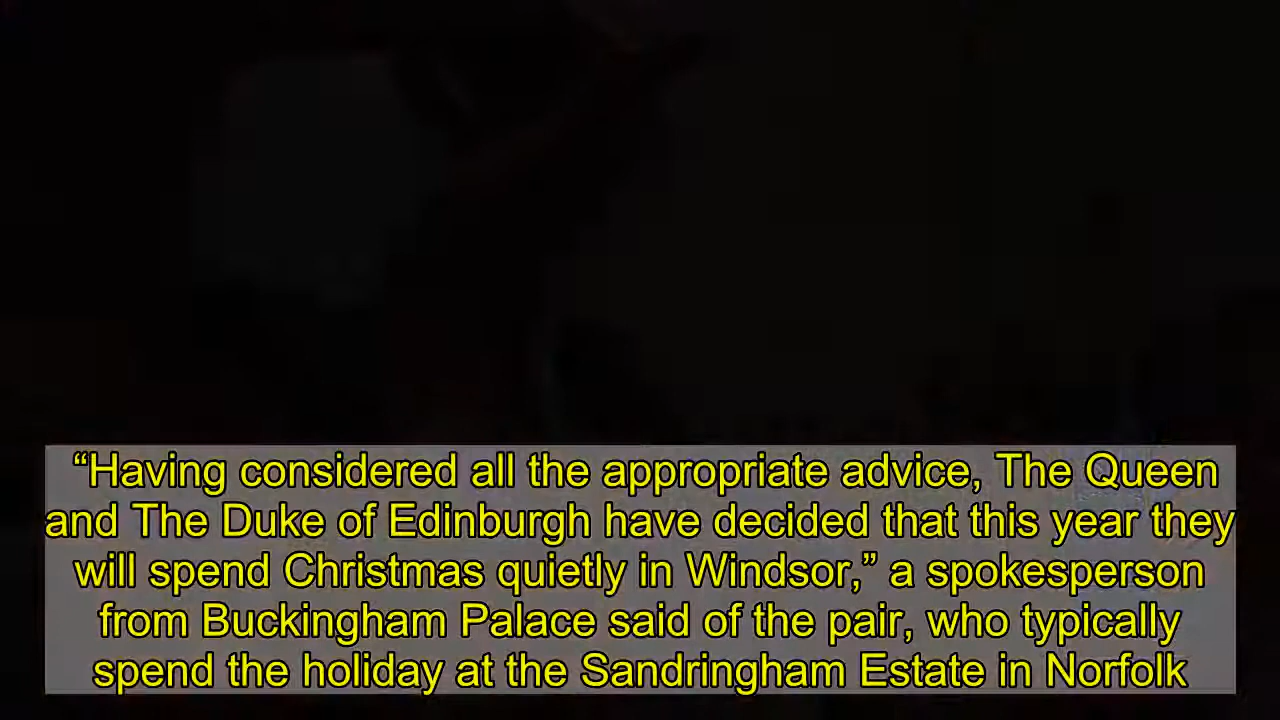 “Having considered all the appropriate advice, The Queen
and The Duke of Edinburgh have decided that this year they
will spend Christmas quietly in Windsor,” a spokesperson
from Buckingham Palace said of the pair, who typically
spend the holiday at the Sandringham Estate in Norfolk